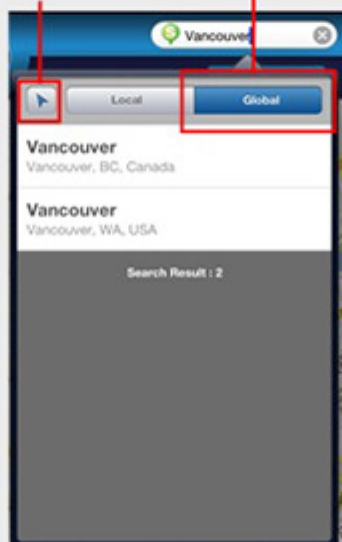 Vancouver
Local Global
Vancouver
Vancouver, BC, Canada
Vancouver
Vancouver, WA, USA
Search Result : 2